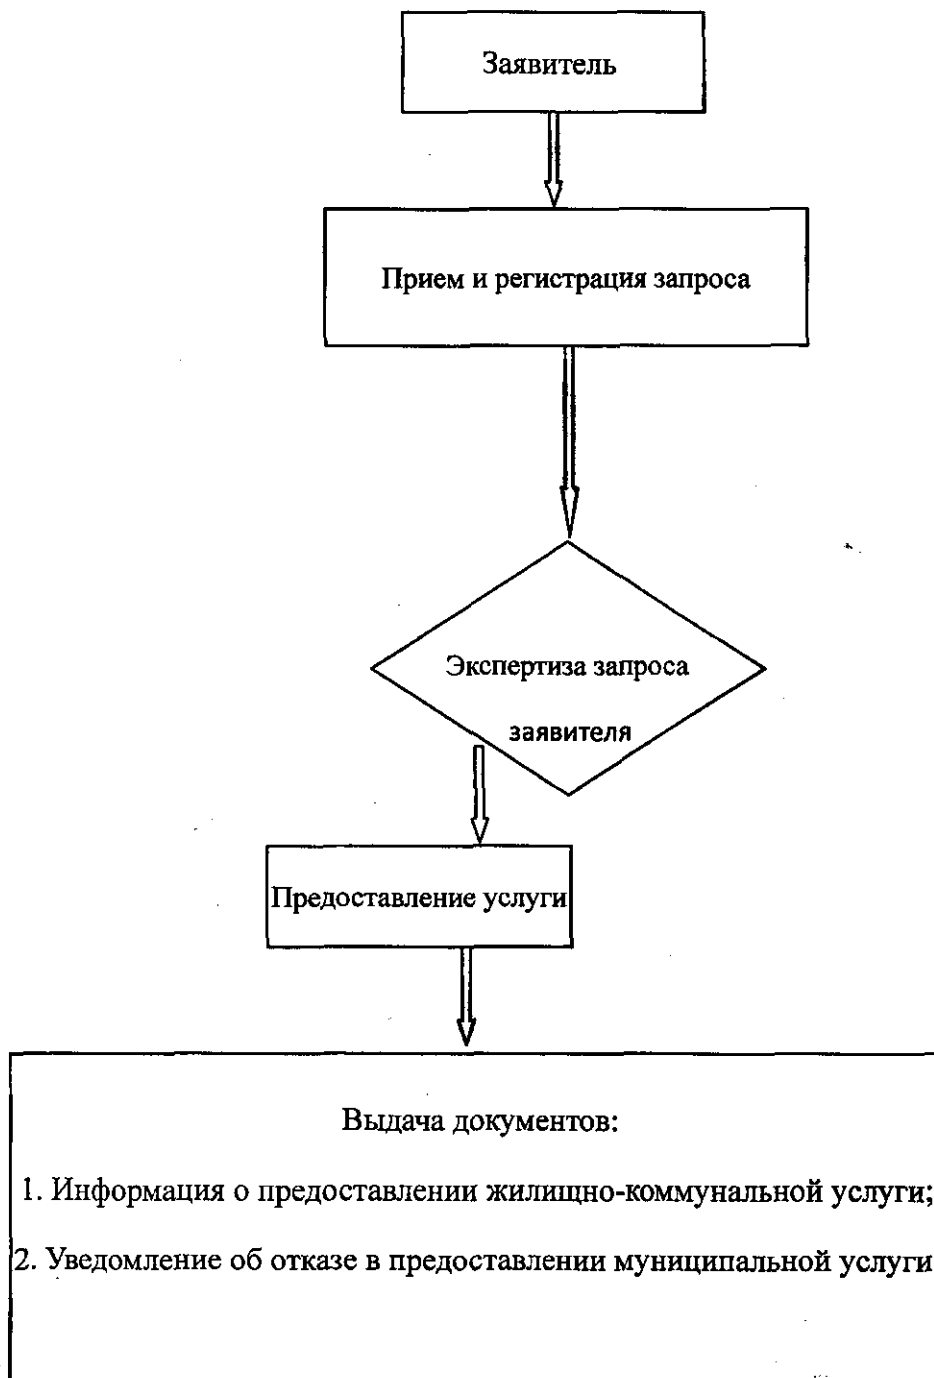 Заявитель
Прием и регистрация запроса
Экспертиза запроса
заявителя
Предоставление услуги
Выдача документов:
1. Информация о предоставлении жилищно-коммунальной услуги;
2. Уведомление об отказе в предоставлении муниципальной услуги